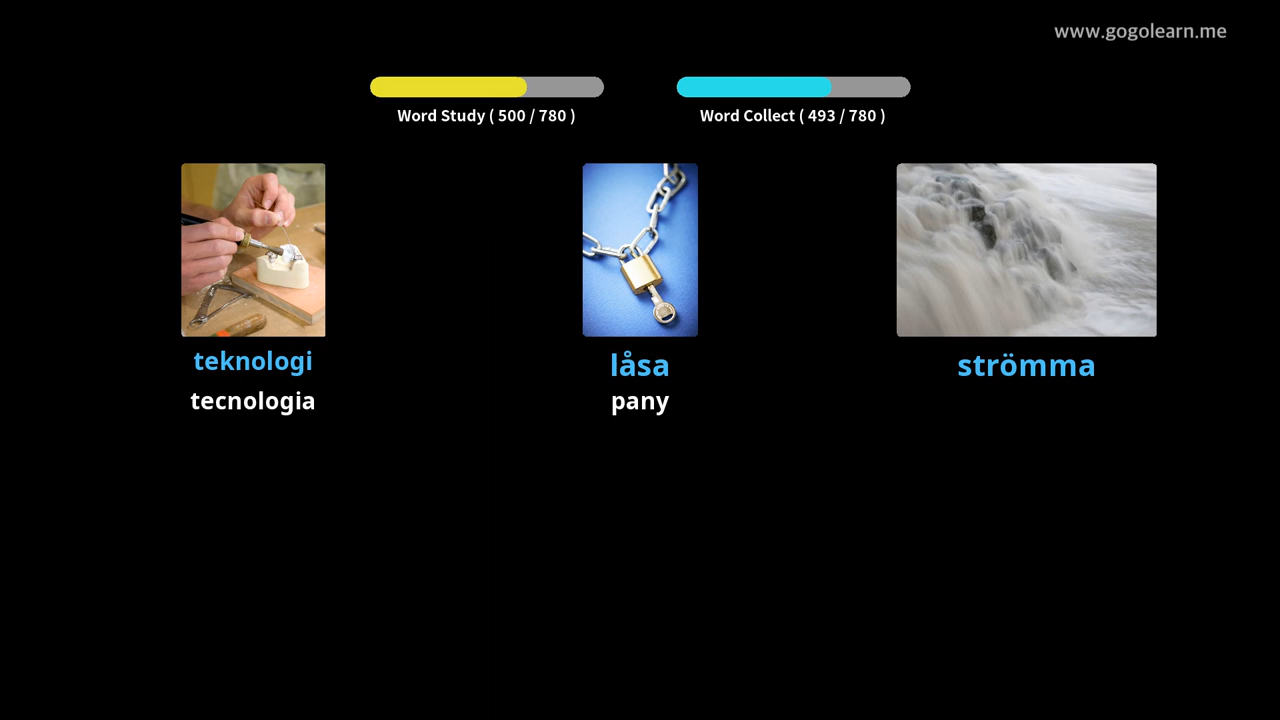 www.gogolearn.me
Word Study ( 500 / 780 )
Word Collect ( 493 / 780 )
teknologi
tecnologia
låsa
pany
strömma